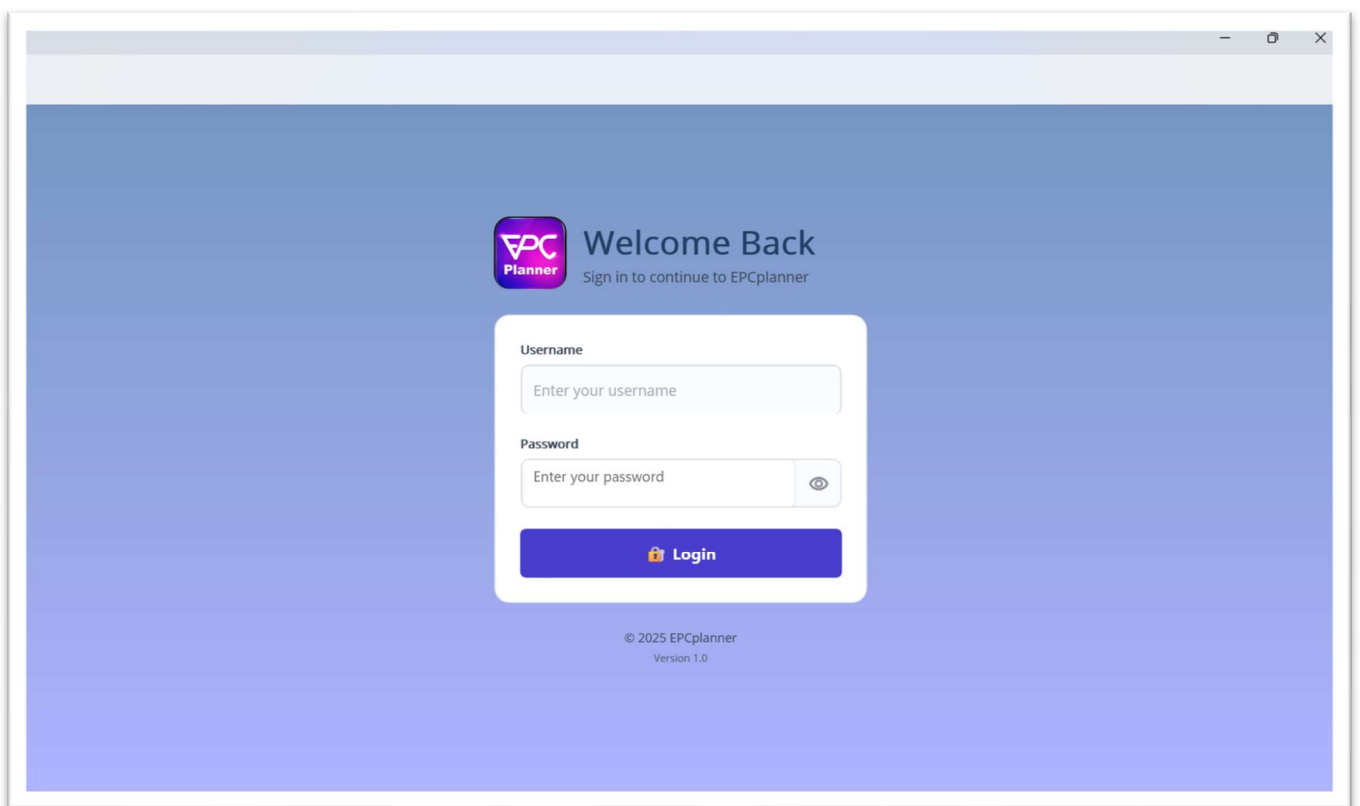 EPC
Planner
Welcome Back
Sign in to continue to EPCplanner
Username
Enter your username
Password
Enter your password
Login
© 2025 EPCplanner
Version 1.0